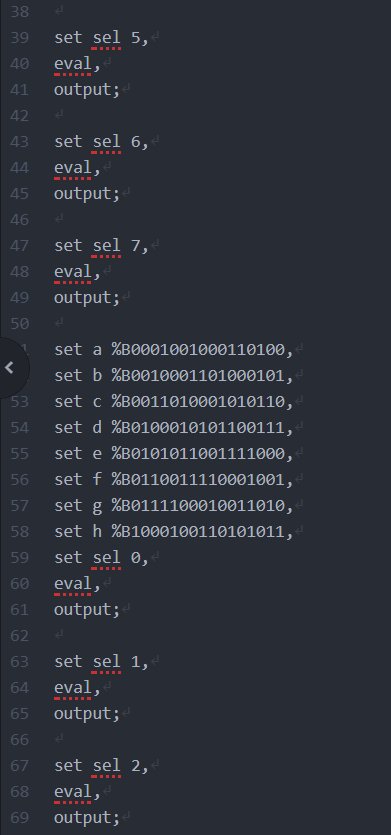 38
39 set sel 5,
40 eval,
41 output;
42
43 set sel 6,
44 eval,
45 output;
46
47 set sel 7,
48 eval,
49 output;
50
set a %B0001001000110100,
set b %B0010001101000101,
53 set c %B0011010001010110,
54 set d %B0100010101100111,
55 set e %B0101011001111000,
56 set f %B0110011110001001,
57 set g %B0111100010011010,
58 set h %B1000100110101011,
59 set sel 0,
60 eval,
61 output;
62
63 set sel 1,
64 eval,
65 output;
66
67 set sel 2,
68 eval,
69 output;